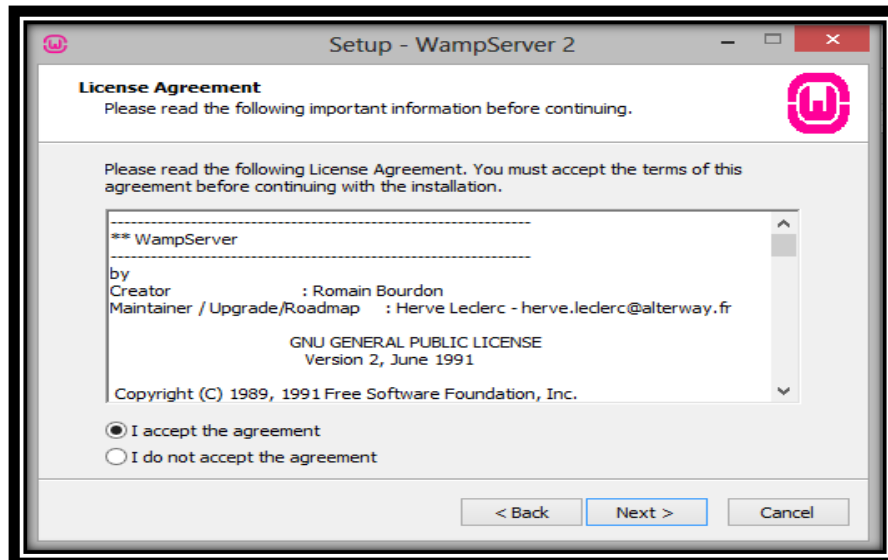 Setup - WampServer 2
License Agreement
Please read the following important information before continuing.
Please read the following License Agreement. You must accept the terms of this
agreement before continuing with the installation.
------------------------------------------------------------
** WampServer
------------------------------------------------------------
by
Creator : Romain Bourdon
Maintainer / Upgrade/Roadmap : Herve Leclerc - herve.leclerc@alterway.fr
GNU GENERAL PUBLIC LICENSE
Version 2, June 1991
Copyright (C) 1989, 1991 Free Software Foundation, Inc.
I accept the agreement
I do not accept the agreement
< Back Next > Cancel